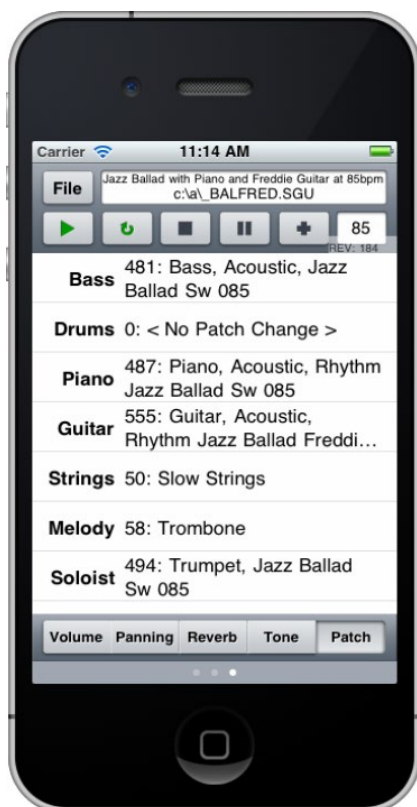 Carrier 11:14 AM
File
Jazz Ballad with Piano and Freddie Guitar at 85bpm
c:\a\_BALFRED.SGU
85
REV: 184
Bass 481: Bass, Acoustic, Jazz
Ballad Sw 085
Drums 0: < No Patch Change >
Piano 487: Piano, Acoustic, Rhythm
Jazz Ballad Sw 085
Guitar 555: Guitar, Acoustic,
Rhythm Jazz Ballad Freddi...
Strings 50: Slow Strings
Melody 58: Trombone
Soloist 494: Trumpet, Jazz Ballad
Sw 085
Volume Panning Reverb Tone Patch